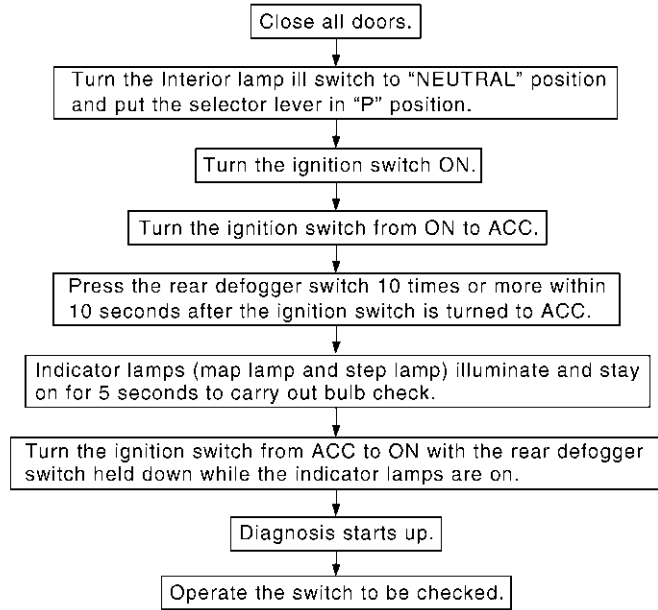 Close all doors.
Turn the Interior lamp ill switch to “NEUTRAL” position
and put the selector lever in “P” position.
Turn the ignition switch ON.
Turn the ignition switch from ON to ACC.
Press the rear defogger switch 10 times or more within
10 seconds after the ignition switch is turned to ACC.
Indicator lamps (map lamp and step lamp) illuminate and stay
on for 5 seconds to carry out bulb check.
Turn the ignition switch from ACC to ON with the rear defogger
switch held down while the indicator lamps are on.
Diagnosis starts up.
Operate the switch to be checked.